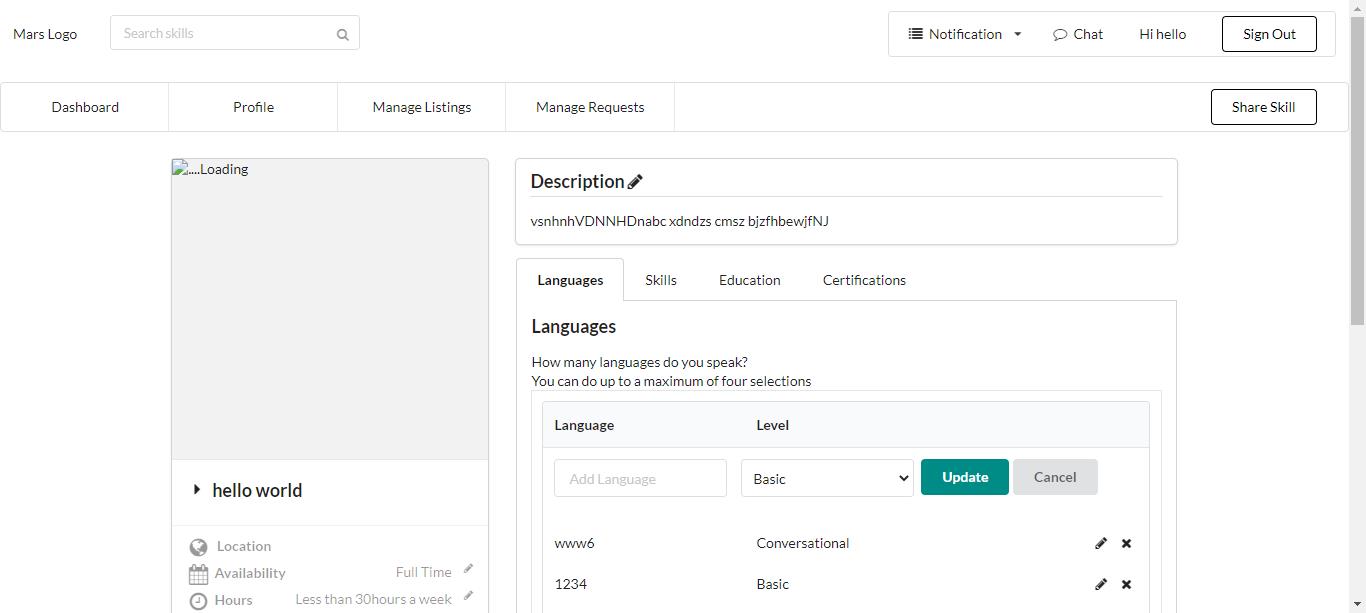 Mars Logo
Search skills
Notification
Chat
Hi hello
Sign Out
Dashboard
Profile
Manage Listings
Manage Requests
Share Skill
....Loading
hello world
Location
Availability
Full Time
Hours
Less than 30hours a week
Description
vsnhnhVDNNHDnabc xdndzs cmsz bjzfhbewjfNJ
Languages
Skills
Education
Certifications
Languages
How many languages do you speak?
You can do up to a maximum of four selections
Language
Level
Add Language
Basic
Update
Cancel
www6
Conversational
1234
Basic